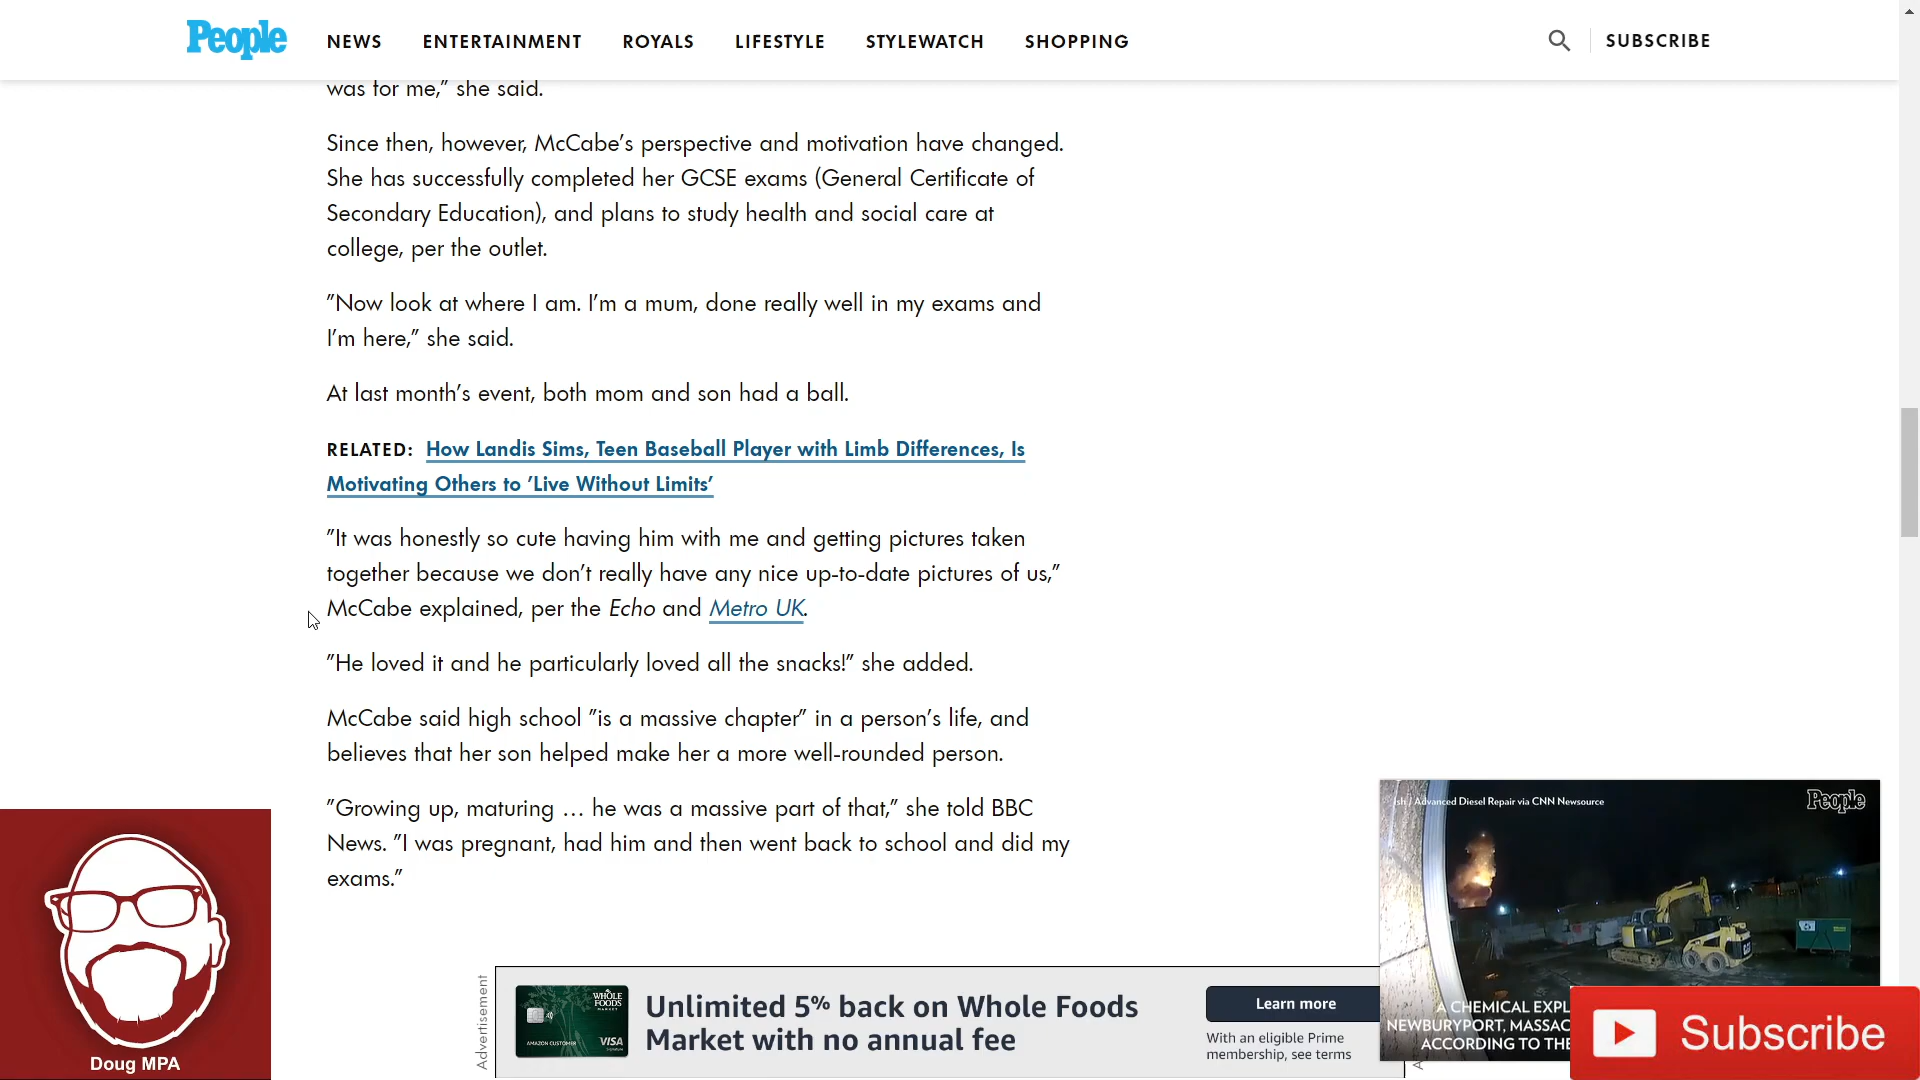 People NEWS ENTERTAINMENT ROYALS LIFESTYLE STYLEWATCH SHOPPING SUBSCRIBE
was for me,” she said.
Since then, however, McCabe’s perspective and motivation have changed.
She has successfully completed her GCSE exams (General Certificate of
Secondary Education), and plans to study health and social care at
college, per the outlet.
”Now look at where I am. I’m a mum, done really well in my exams and
I’m here,” she said.
At last month’s event, both mom and son had a ball.
RELATED: How Landis Sims, Teen Baseball Player with Limb Differences, Is
Motivating Others to ’Live Without Limits’
”It was honestly so cute having him with me and getting pictures taken
together because we don’t really have any nice up-to-date pictures of us,”
McCabe explained, per the Echo and Metro UK.
”He loved it and he particularly loved all the snacks!” she added.
McCabe said high school ”is a massive chapter” in a person’s life, and
believes that her son helped make her a more well-rounded person.
”Growing up, maturing … he was a massive part of that,” she told BBC
News. ”I was pregnant, had him and then went back to school and did my
exams.”
Doug MPA
Advertisement
WHOLE
FOODS
MARKET
AMAZON CUSTOMER VISA
Signature
Unlimited 5% back on Whole Foods
Market with no annual fee
Learn more
With an eligible Prime
membership, see terms
Advanced Diesel Repair via CNN Newsource
People
A CHEMICAL EXPL
NEWBURYPORT, MASSAC
ACCORDING TO THE
Subscribe